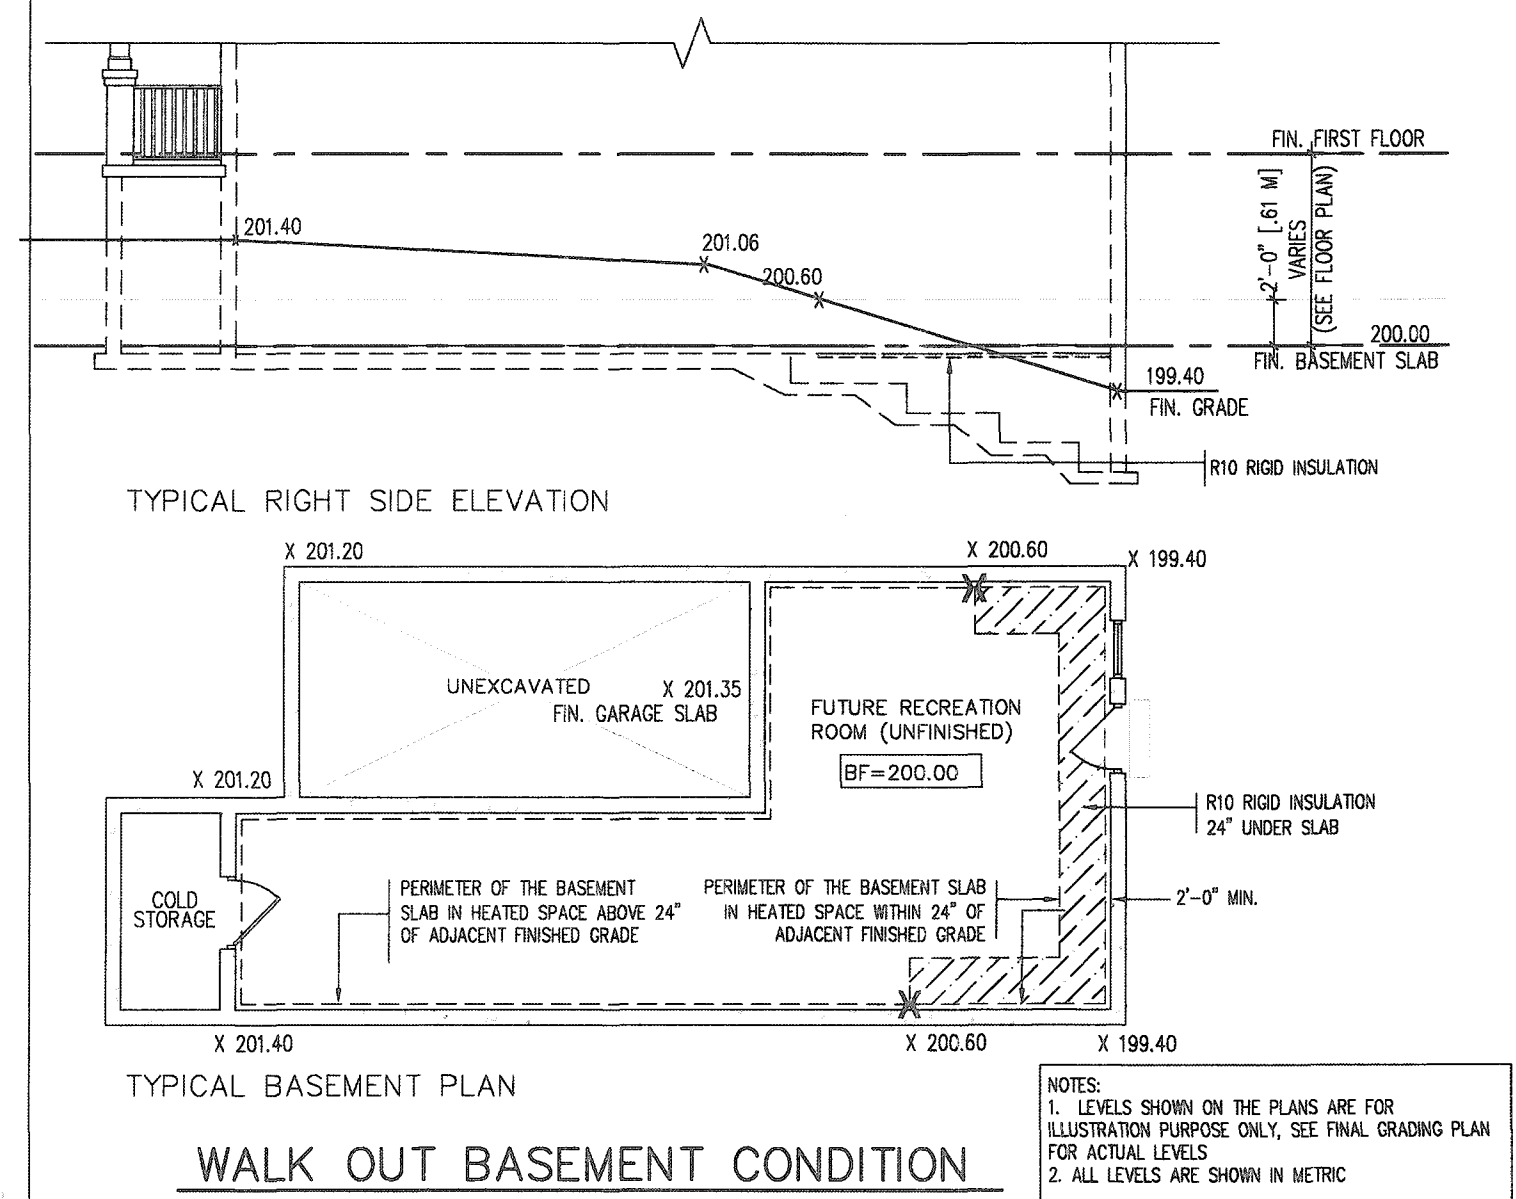 FIN. FIRST FLOOR
2'-0" [.61 M]
VARIES
(SEE FLOOR PLAN)
201.40
201.06
200.60
200.00
FIN. BASEMENT SLAB
199.40
FIN. GRADE
R10 RIGID INSULATION
TYPICAL RIGHT SIDE ELEVATION
X 201.20
X 200.60
X 199.40
UNEXCAVATED
X 201.35
FIN. GARAGE SLAB
FUTURE RECREATION
ROOM (UNFINISHED)
BF=200.00
X 201.20
R10 RIGID INSULATION
24" UNDER SLAB
COLD
STORAGE
PERIMETER OF THE BASEMENT
SLAB IN HEATED SPACE ABOVE 24"
OF ADJACENT FINISHED GRADE
PERIMETER OF THE BASEMENT SLAB
IN HEATED SPACE WITHIN 24" OF
ADJACENT FINISHED GRADE
2'-0" MIN.
X 201.40
X 200.60
X 199.40
TYPICAL BASEMENT PLAN
WALK OUT BASEMENT CONDITION
NOTES:
1. LEVELS SHOWN ON THE PLANS ARE FOR
ILLUSTRATION PURPOSE ONLY, SEE FINAL GRADING PLAN
FOR ACTUAL LEVELS
2. ALL LEVELS ARE SHOWN IN METRIC